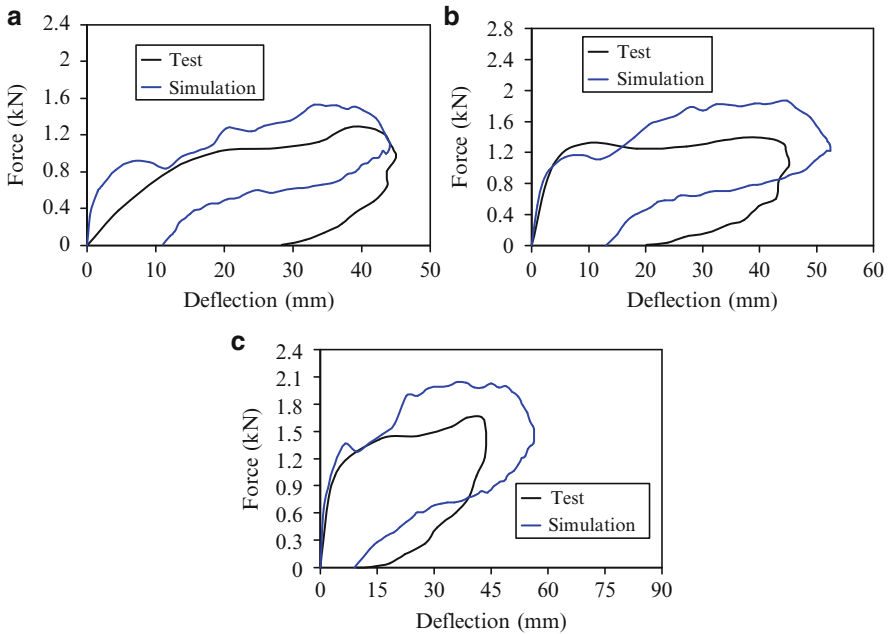 a
2.4
2
1.6
1.2
0.8
0.4
0
Force (kN)
Test
Simulation
0 10 20 30 40 50
Deflection (mm)
b
2.8
2.4
2
1.6
1.2
0.8
0.4
0
Force (kN)
Test
Simulation
0 10 20 30 40 50 60
Deflection (mm)
c
2.4
2.1
1.8
1.5
1.2
0.9
0.6
0.3
0
Force (kN)
Test
Simulation
0 15 30 45 60 75 90
Deflection (mm)